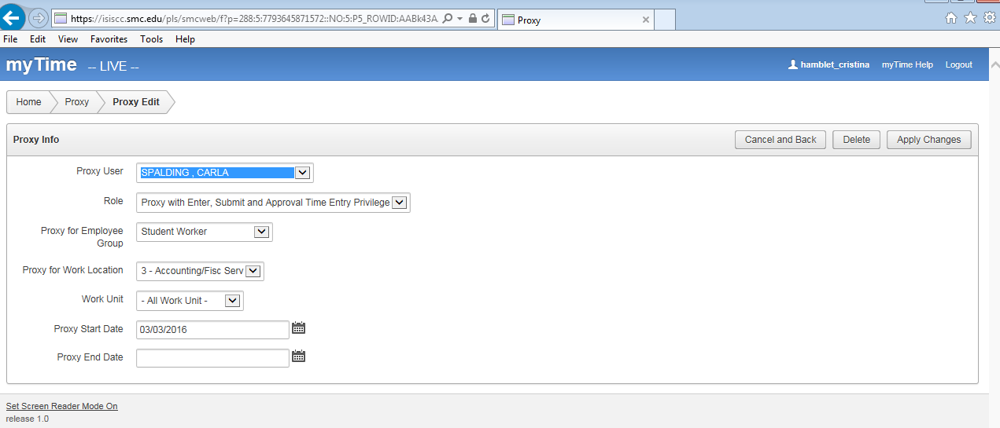 https://isiscc.smc.edu/pls/smcweb/f?p=288:5:7793645871572::NO:5:P5_ROWID:AABk43A
Proxy
File Edit View Favorites Tools Help
myTime -- LIVE --
hamblet_cristina myTime Help Logout
Home Proxy Proxy Edit
Proxy Info
Cancel and Back Delete Apply Changes
Proxy User SPALDING , CARLA
Role Proxy with Enter, Submit and Approval Time Entry Privilege
Proxy for Employee Group Student Worker
Proxy for Work Location 3 - Accounting/Fisc Serv
Work Unit - All Work Unit -
Proxy Start Date 03/03/2016
Proxy End Date
Set Screen Reader Mode On
release 1.0